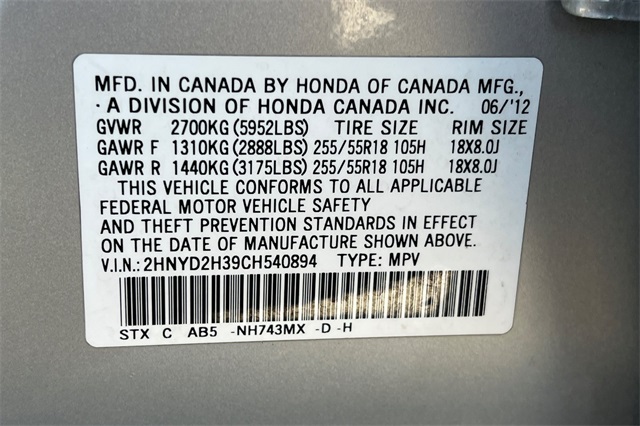 MFD. IN CANADA BY HONDA OF CANADA MFG.,
· A DIVISION OF HONDA CANADA INC. 06/'12
GVWR 2700KG (5952LBS) TIRE SIZE RIM SIZE
GAWR F 1310KG (2888LBS) 255/55R18 105H 18X8.0J
GAWR R 1440KG (3175LBS) 255/55R18 105H 18X8.0J
THIS VEHICLE CONFORMS TO ALL APPLICABLE
FEDERAL MOTOR VEHICLE SAFETY
AND THEFT PREVENTION STANDARDS IN EFFECT
ON THE DATE OF MANUFACTURE SHOWN ABOVE.
V.I.N.: 2HNYD2H39CH540894 TYPE: MPV
STX C AB5 -NH743MX -D -H